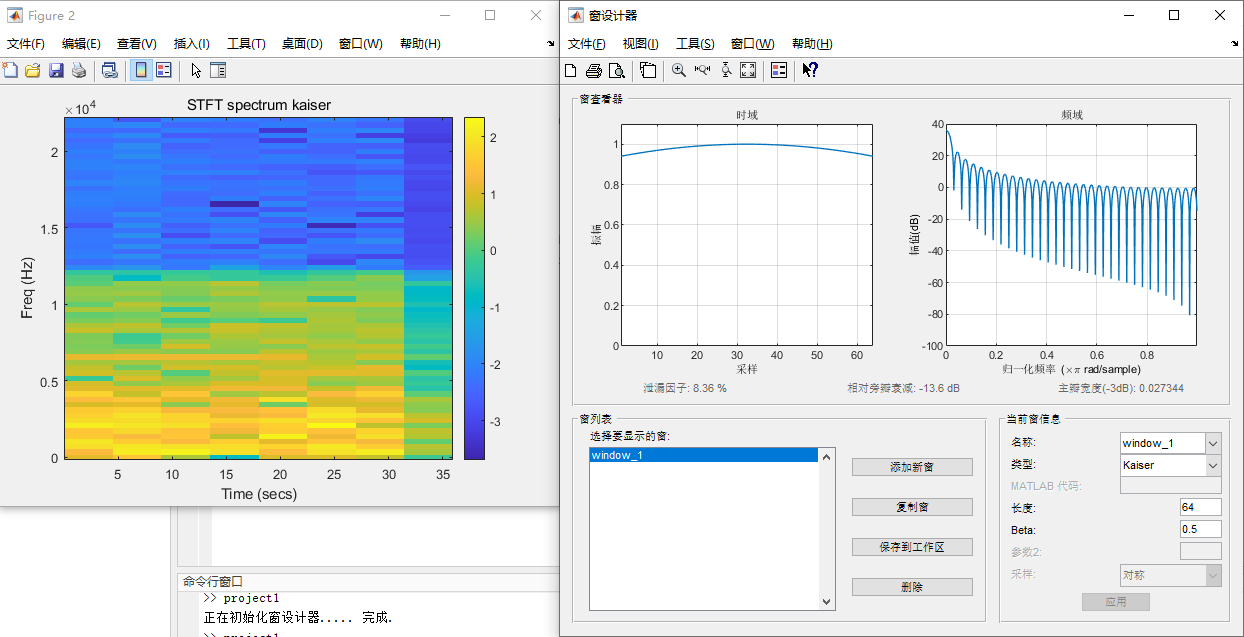 Figure 2
文件(F) 编辑(E) 查看(V) 插入(I) 工具(T) 桌面(D) 窗口(W) 帮助(H)
STFT spectrum kaiser
×10⁴
2
1.5
1
0.5
0
Freq (Hz)
5 10 15 20 25 30 35
Time (secs)
2
1
0
-1
-2
-3
命令行窗口
>> project1
正在初始化窗设计器..... 完成.
>> project1
窗设计器
文件(F) 视图(I) 工具(S) 窗口(W) 帮助(H)
窗查看器
时域
1
0.8
0.6
0.4
0.2
0
振幅
10 20 30 40 50 60
采样
频域
40
20
0
-20
-40
-60
-80
-100
幅值(dB)
0 0.2 0.4 0.6 0.8
归一化频率 (×π rad/sample)
泄漏因子: 8.36 % 相对旁瓣衰减: -13.6 dB 主瓣宽度(-3dB): 0.027344
窗列表
选择要显示的窗:
window_1
添加新窗
复制窗
保存到工作区
删除
当前窗信息
名称: window_1
类型: Kaiser
MATLAB 代码:
长度: 64
Beta: 0.5
参数2:
采样: 对称
应用